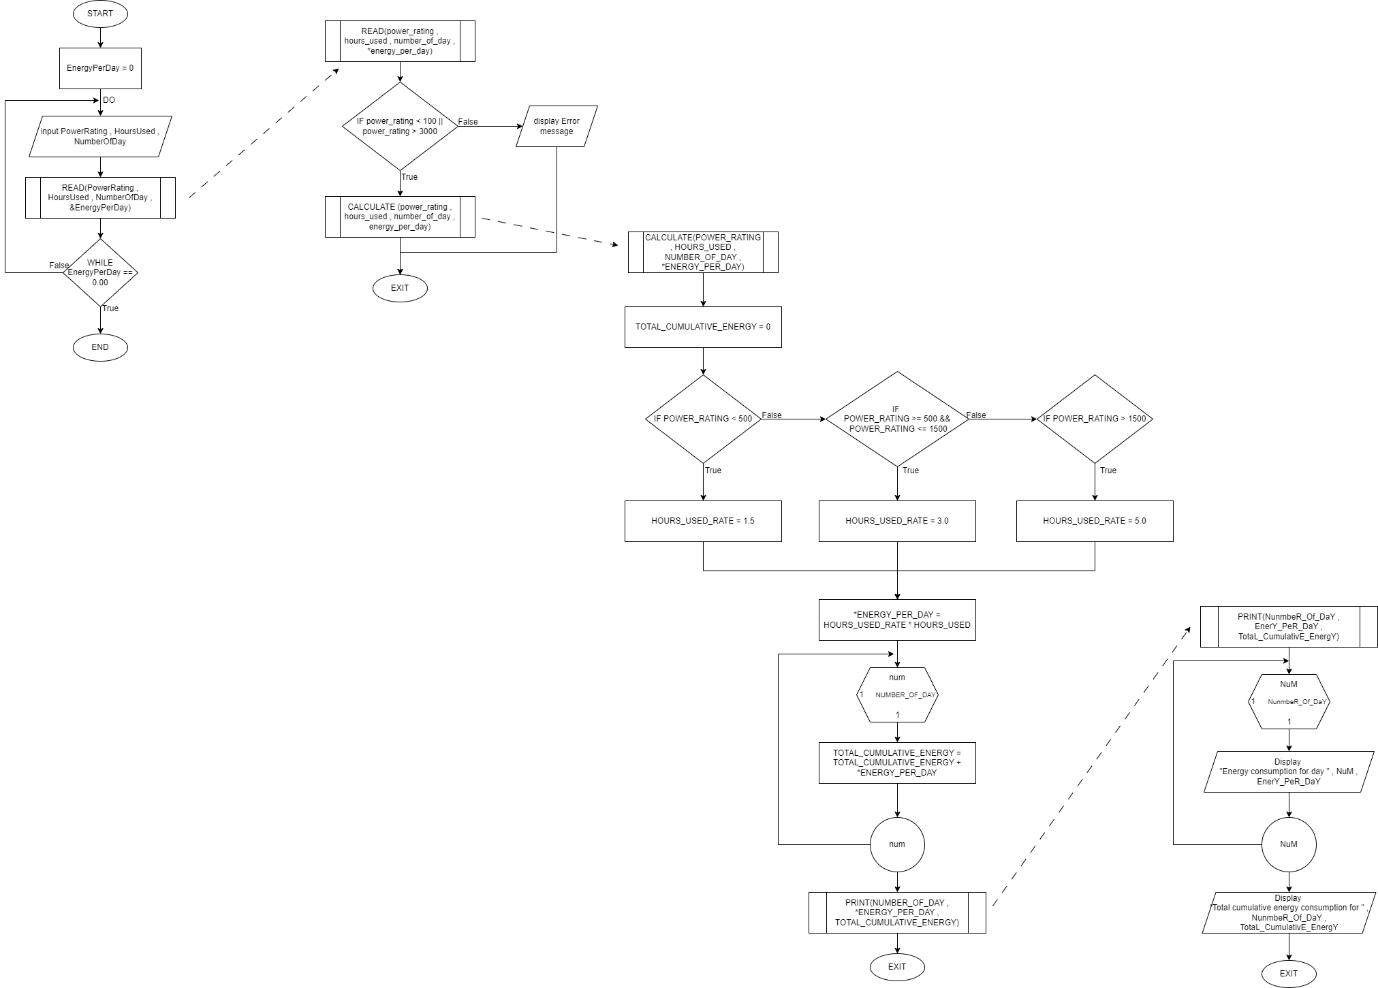 START
EnergyPerDay = 0
DO
input PowerRating , HoursUsed ,
NumberOfDay
READ(PowerRating ,
HoursUsed , NumberOfDay ,
&EnergyPerDay)
False
WHILE
EnergyPerDay ==
0.00
True
END
READ(power_rating ,
hours_used , number_of_day ,
*energy_per_day)
IF power_rating < 100 ||
power_rating > 3000
False
display Error
message
True
CALCULATE (power_rating ,
hours_used , number_of_day ,
energy_per_day)
EXIT
CALCULATE(POWER_RATING
, HOURS_USED ,
NUMBER_OF_DAY ,
*ENERGY_PER_DAY)
TOTAL_CUMULATIVE_ENERGY = 0
IF POWER_RATING < 500
False
True
IF
POWER_RATING >= 500 &&
POWER_RATING <= 1500
False
True
IF POWER_RATING > 1500
True
HOURS_USED_RATE = 1.5
HOURS_USED_RATE = 3.0
HOURS_USED_RATE = 5.0
*ENERGY_PER_DAY =
HOURS_USED_RATE * HOURS_USED
num
1 NUMBER_OF_DAY
1
TOTAL_CUMULATIVE_ENERGY =
TOTAL_CUMULATIVE_ENERGY +
*ENERGY_PER_DAY
num
PRINT(NUMBER_OF_DAY ,
*ENERGY_PER_DAY ,
TOTAL_CUMULATIVE_ENERGY)
EXIT
PRINT(NunmbeR_Of_DaY ,
EnerY_PeR_DaY ,
TotaL_CumulativE_EnergY)
NuM
1 NunmbeR_Of_DaY
1
Display
"Energy consumption for day " , NuM ,
EnerY_PeR_DaY
NuM
Display
"Total cumulative energy consumption for " ,
NunmbeR_Of_DaY ,
TotaL_CumulativE_EnergY
EXIT